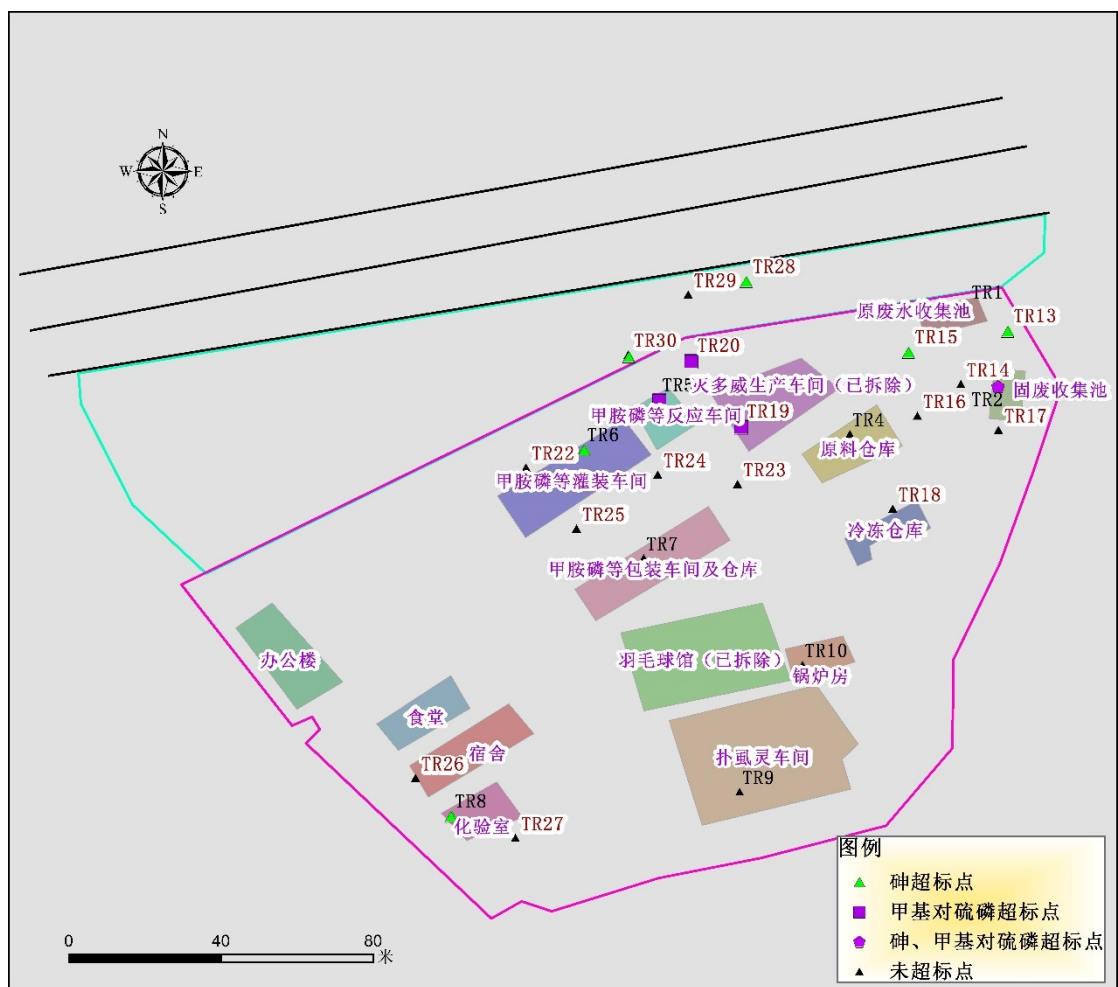 N
W
E
S
TR29
TR28
TR1
原废水收集池
TR13
TR30
TR20
TR15
TR14
TR5
灭多威生产车间（已拆除）
固废收集池
TR2
TR16
TR17
甲胺磷等反应车间
TR19
TR4
TR6
原料仓库
TR22
TR24
甲胺磷等灌装车间
TR23
TR18
TR25
冷冻仓库
TR7
甲胺磷等包装车间及仓库
办公楼
羽毛球馆（已拆除）
TR10
锅炉房
食堂
宿舍
TR26
扑虱灵车间
TR9
TR8
化验室
TR27
图例
砷超标点
甲基对硫磷超标点
砷、甲基对硫磷超标点
未超标点
0
40
80
米